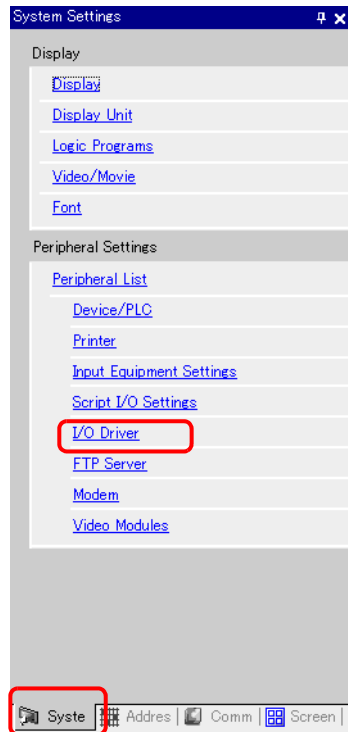 System Settings
Display
Display
Display Unit
Logic Programs
Video/Movie
Font
Peripheral Settings
Peripheral List
Device/PLC
Printer
Input Equipment Settings
Script I/O Settings
I/O Driver
FTP Server
Modem
Video Modules
Syste Addres Comm Screen